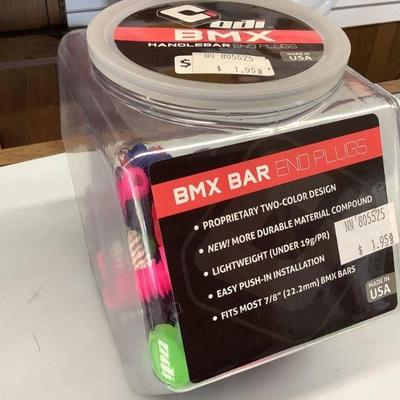 ODI
BMX
HANDLEBAR END PLUGS
MADE IN
USA
NN 805525
$ 1.95
BMX BAR END PLUGS
• PROPRIETARY TWO-COLOR DESIGN
• NEW! MORE DURABLE MATERIAL COMPOUND
• LIGHTWEIGHT (UNDER 19g/PR)
• EASY PUSH-IN INSTALLATION
• FITS MOST 7/8" (22.2mm) BMX BARS
NN 805525
$ 1.95
MADE IN
USA
ODI